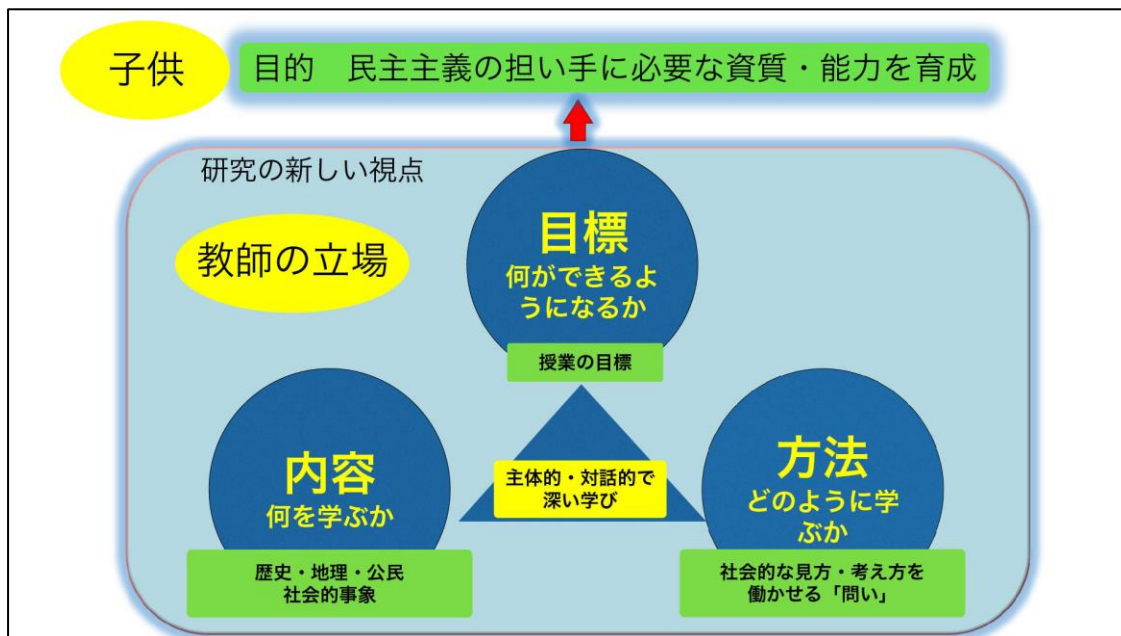 子供
目的　民主主義の担い手に必要な資質・能力を育成
研究の新しい視点
教師の立場
目標
何ができるよ
うになるか
授業の目標
内容
何を学ぶか
歴史・地理・公民
社会的事象
主体的・対話的で
深い学び
方法
どのように学
ぶか
社会的な見方・考え方を
働かせる「問い」